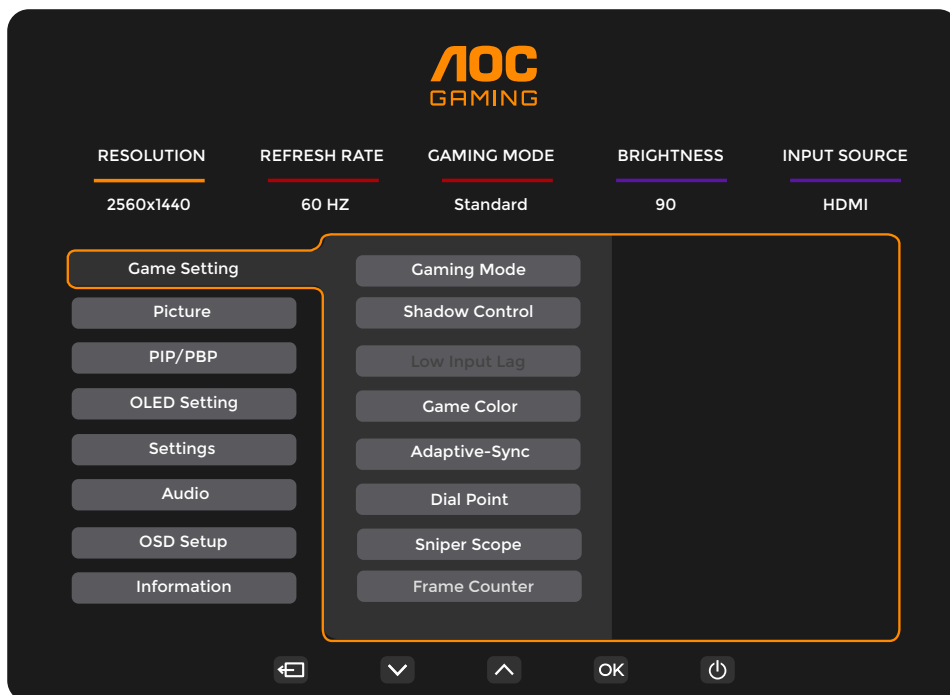 AOC
GAMING
RESOLUTION REFRESH RATE GAMING MODE BRIGHTNESS INPUT SOURCE
2560x1440 60 HZ Standard 90 HDMI
Game Setting
Picture
PIP/PBP
OLED Setting
Settings
Audio
OSD Setup
Information
Gaming Mode
Shadow Control
Low Input Lag
Game Color
Adaptive-Sync
Dial Point
Sniper Scope
Frame Counter
OK